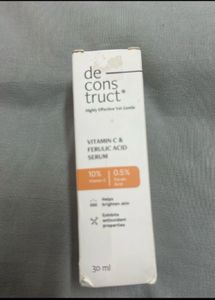 de
cons
truct®
Highly Effective Yet Gentle
VITAMIN C &
FERULIC ACID
SERUM
10% 0.5%
Vitamin C Ferulic
Acid
Helps
brighten skin
Exhibits
antioxidant
properties
30 ml